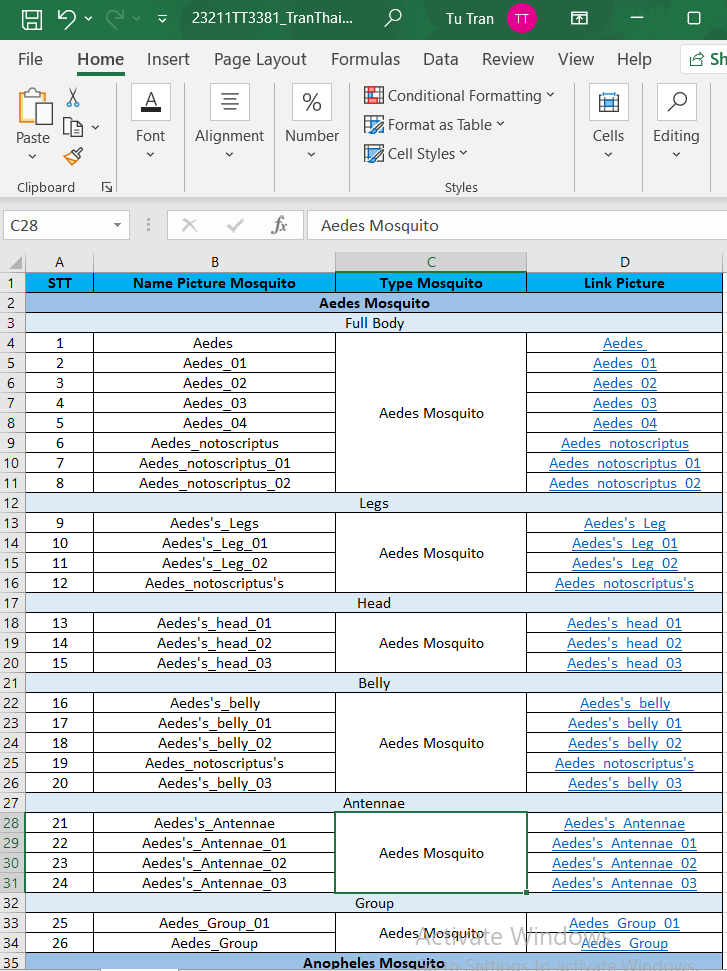 23211TT3381_TranThai... Tu Tran TT
File Home Insert Page Layout Formulas Data Review View Help Sh
Paste Font Alignment Number Conditional Formatting Format as Table Cell Styles Cells Editing
Clipboard Styles
C28 fx Aedes Mosquito
A B C D
1 STT Name Picture Mosquito Type Mosquito Link Picture
2 Aedes Mosquito
3 Full Body
4 1 Aedes Aedes
5 2 Aedes_01 Aedes_01
6 3 Aedes_02 Aedes_02
7 4 Aedes_03 Aedes_03
Aedes Mosquito
8 5 Aedes_04 Aedes_04
9 6 Aedes_notoscriptus Aedes_notoscriptus
10 7 Aedes_notoscriptus_01 Aedes_notoscriptus_01
11 8 Aedes_notoscriptus_02 Aedes_notoscriptus_02
12 Legs
13 9 Aedes's_Legs Aedes's_Leg
14 10 Aedes's_Leg_01 Aedes's_Leg_01
Aedes Mosquito
15 11 Aedes's_Leg_02 Aedes's_Leg_02
16 12 Aedes_notoscriptus's Aedes_notoscriptus's
17 Head
18 13 Aedes's_head_01 Aedes's_head_01
19 14 Aedes's_head_02 Aedes Mosquito Aedes's_head_02
20 15 Aedes's_head_03 Aedes's_head_03
21 Belly
22 16 Aedes's_belly Aedes's_belly
23 17 Aedes's_belly_01 Aedes's_belly_01
24 18 Aedes's_belly_02 Aedes Mosquito Aedes's_belly_02
25 19 Aedes_notoscriptus's Aedes_notoscriptus's
26 20 Aedes's_belly_03 Aedes's_belly_03
27 Antennae
28 21 Aedes's_Antennae Aedes's_Antennae
29 22 Aedes's_Antennae_01 Aedes's_Antennae_01
Aedes Mosquito
30 23 Aedes's_Antennae_02 Aedes's_Antennae_02
31 24 Aedes's_Antennae_03 Aedes's_Antennae_03
32 Group
33 25 Aedes_Group_01 Aedes_Group_01
Aedes Mosquito
Activate Windows
34 26 Aedes_Group Aedes_Group
35 Anopheles Mosquito
to Settings to activate Windows.